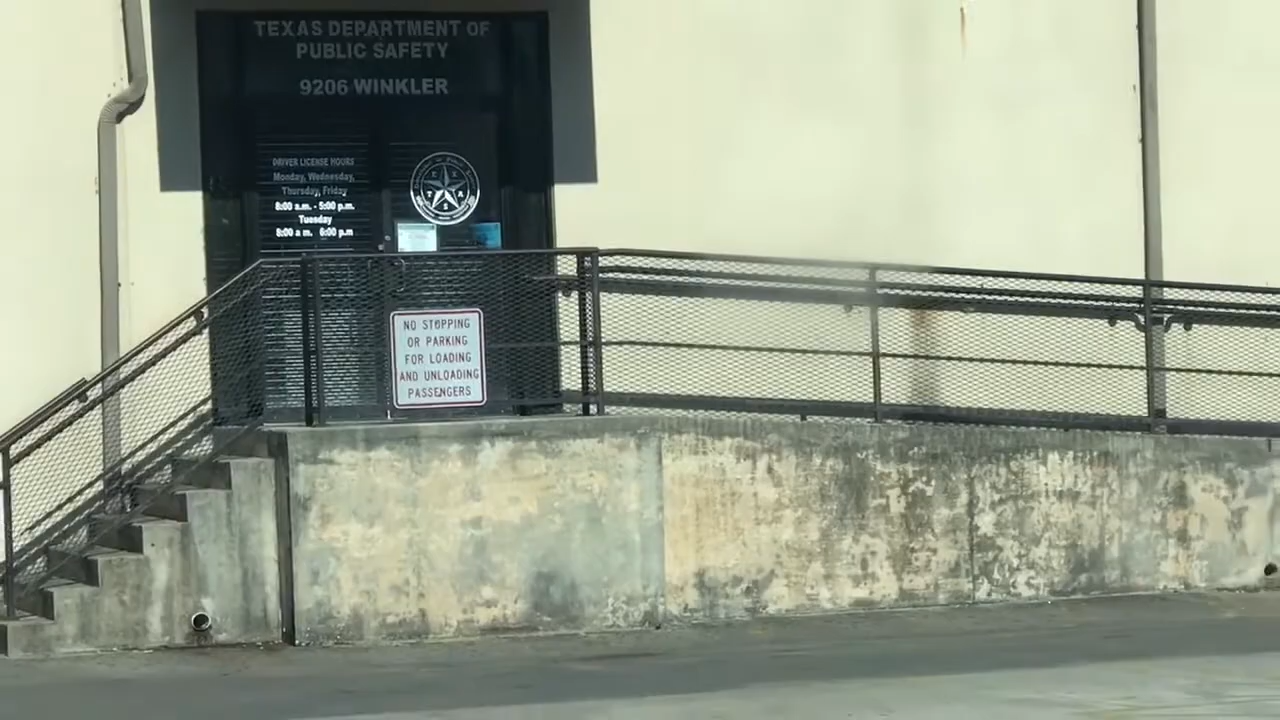 TEXAS DEPARTMENT OF
PUBLIC SAFETY
9206 WINKLER
DRIVER LICENSE HOURS
Monday, Wednesday,
Thursday, Friday
8:00 a.m. - 5:00 p.m.
Tuesday
8:00 a m. 6:00 p.m
TEXAS
NO STOPPING
OR PARKING
FOR LOADING
AND UNLOADING
PASSENGERS